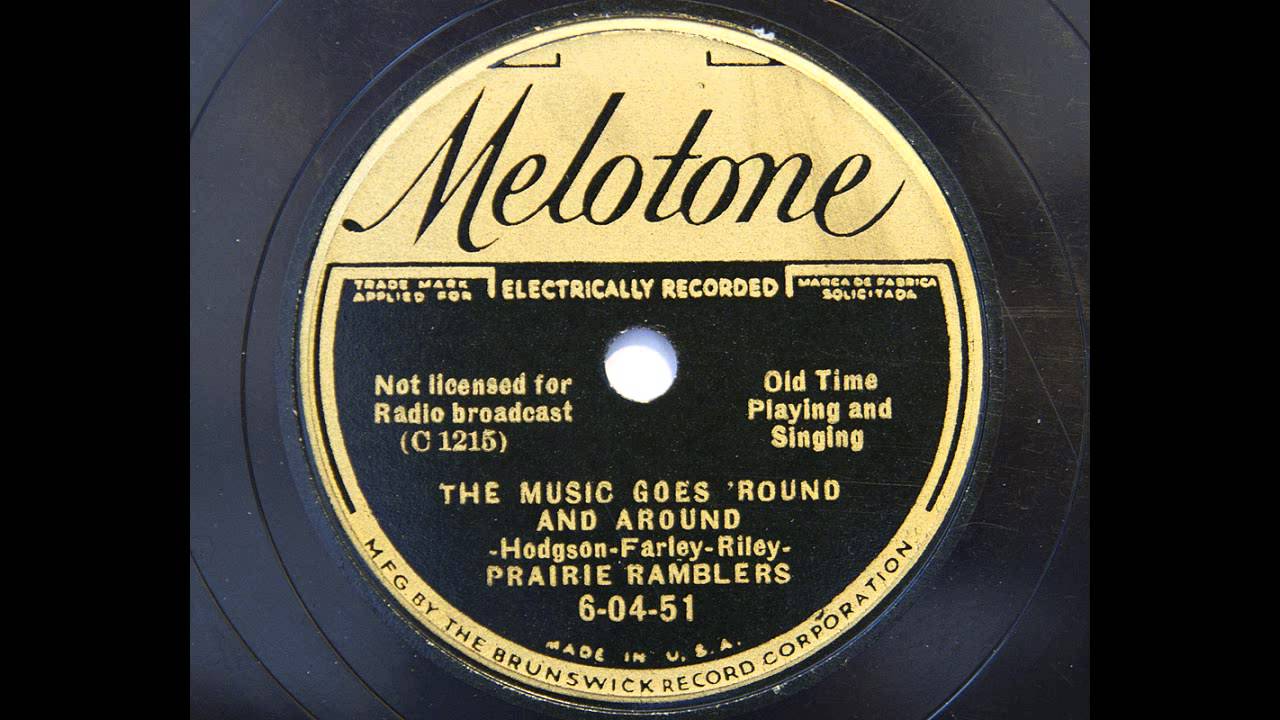 Melotone
TRADE MARK
APPLIED FOR
ELECTRICALLY RECORDED
MARCA DE FABRICA
SOLICITADA
Not licensed for
Radio broadcast
(C 1215)
Old Time
Playing and
Singing
THE MUSIC GOES 'ROUND
AND AROUND
-Hodgson-Farley-Riley-
PRAIRIE RAMBLERS
6-04-51
MADE IN U.S.A.
MFG BY THE BRUNSWICK RECORD CORPORATION